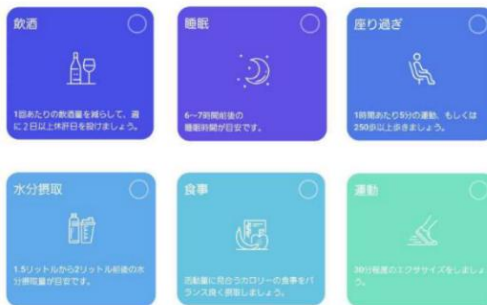 飲酒
1回あたりの飲酒量を減らして、週
に2日以上休肝日を設けましょう。
睡眠
6〜7時間前後の
睡眠時間が目安です。
座り過ぎ
1時間あたり5分の運動、もしくは
250歩以上歩きましょう。
水分摂取
1.5リットルから2リットル前後の水
分摂取量が目安です。
食事
活動量に見合うカロリーの食事をバ
ランス良く摂取しましょう。
運動
30分程度のエクササイズをしましょ
う。